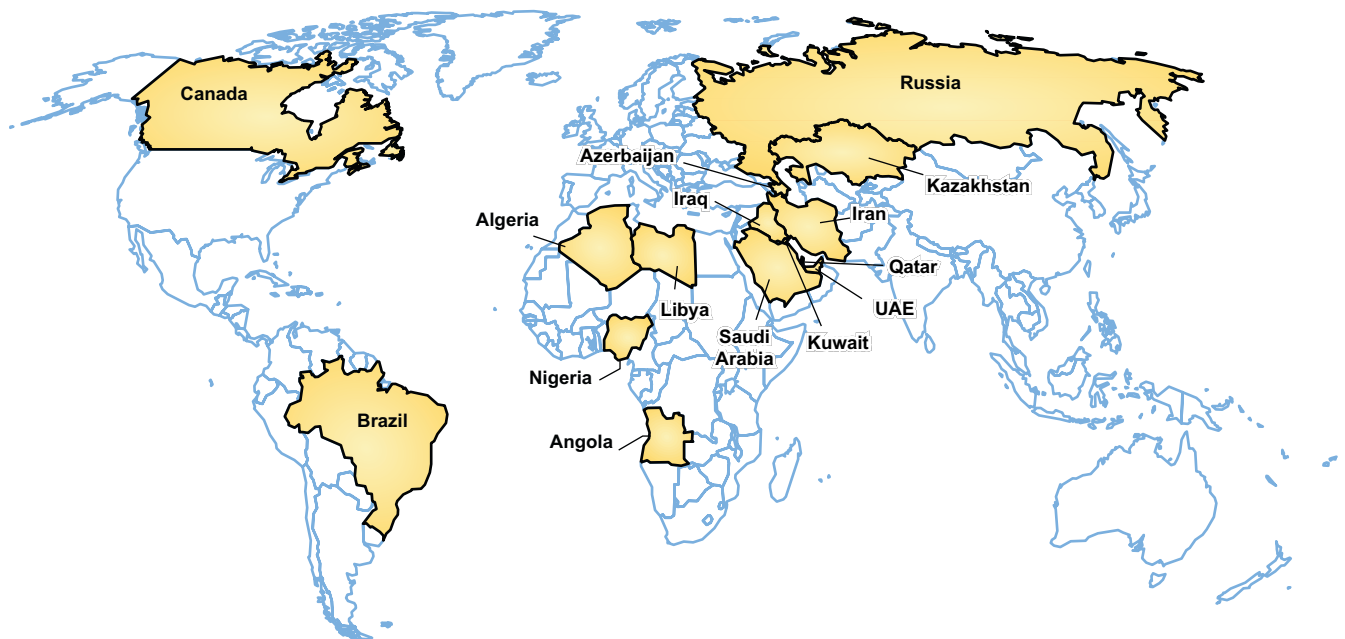 Canada
Russia
Azerbaijan
Kazakhstan
Iraq
Iran
Algeria
Qatar
Libya
UAE
Saudi
Arabia
Kuwait
Nigeria
Brazil
Angola